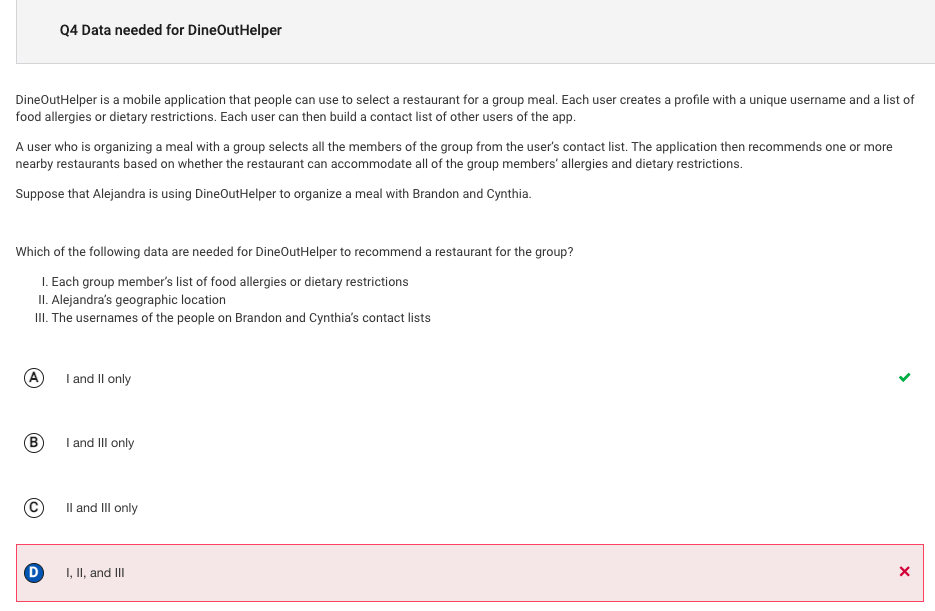 Q4 Data needed for DineOutHelper
DineOutHelper is a mobile application that people can use to select a restaurant for a group meal. Each user creates a profile with a unique username and a list of
food allergies or dietary restrictions. Each user can then build a contact list of other users of the app.
A user who is organizing a meal with a group selects all the members of the group from the user’s contact list. The application then recommends one or more
nearby restaurants based on whether the restaurant can accommodate all of the group members’ allergies and dietary restrictions.
Suppose that Alejandra is using DineOutHelper to organize a meal with Brandon and Cynthia.
Which of the following data are needed for DineOutHelper to recommend a restaurant for the group?
I. Each group member’s list of food allergies or dietary restrictions
II. Alejandra’s geographic location
III. The usernames of the people on Brandon and Cynthia’s contact lists
A I and II only
B I and III only
C II and III only
D I, II, and III